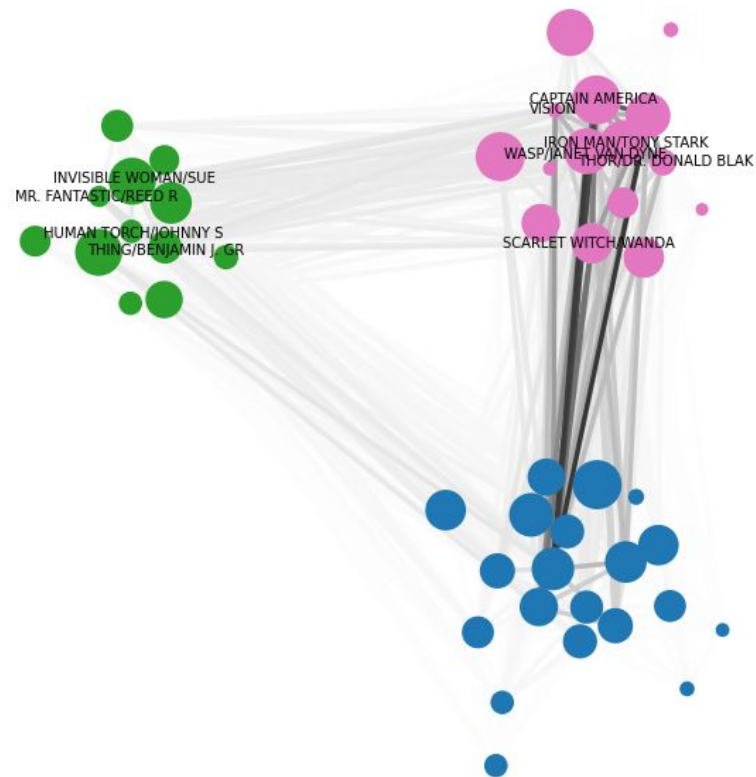 CAPTAIN AMERICA
VISION
IRON MAN/TONY STARK
WASP/JANET VAN DYNE
THOR/DR. DONALD BLAK
INVISIBLE WOMAN/SUE
MR. FANTASTIC/REED R
HUMAN TORCH/JOHNNY S
SCARLET WITCH/WANDA
THING/BENJAMIN J. GR